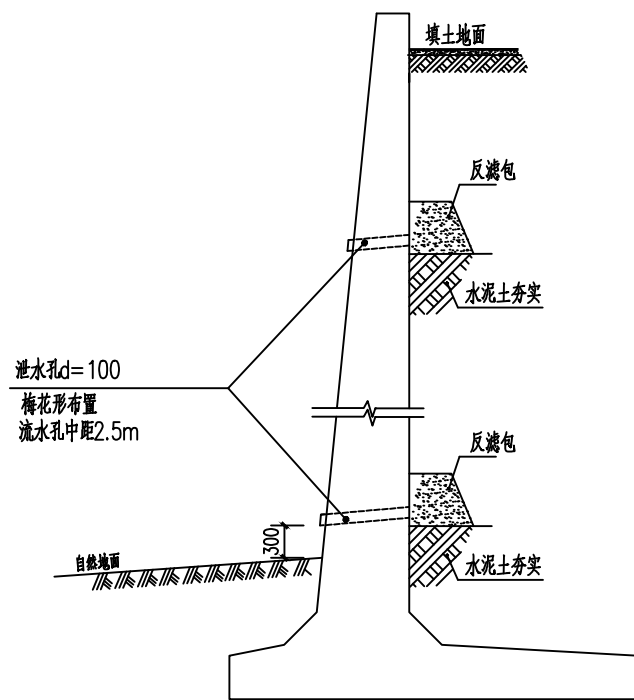 填土地面
反滤包
水泥土夯实
泄水孔d=100
梅花形布置
流水孔中距2.5m
反滤包
300
自然地面
水泥土夯实